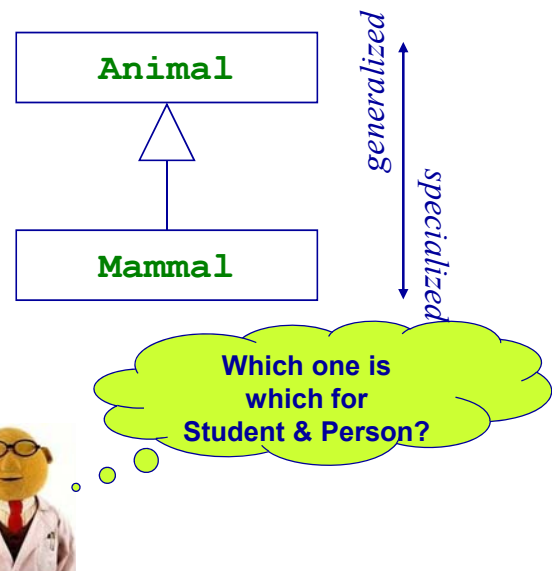 Animal
generalized
specialized
Mammal
Which one is
which for
Student & Person?